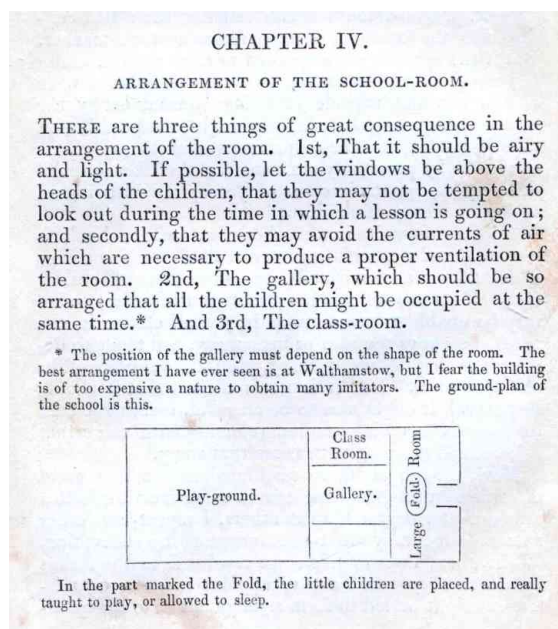 CHAPTER IV.
ARRANGEMENT OF THE SCHOOL-ROOM.
THERE are three things of great consequence in the
arrangement of the room. 1st, That it should be airy
and light. If possible, let the windows be above the
heads of the children, that they may not be tempted to
look out during the time in which a lesson is going on;
and secondly, that they may avoid the currents of air
which are necessary to produce a proper ventilation of
the room. 2nd, The gallery, which should be so
arranged that all the children might be occupied at the
same time.* And 3rd, The class-room.
* The position of the gallery must depend on the shape of the room. The
best arrangement I have ever seen is at Walthamstow, but I fear the building
is of too expensive a nature to obtain many imitators. The ground-plan of
the school is this.
Class
Room.
Play-ground.
Gallery.
Large Fold- Room
In the part marked the Fold, the little children are placed, and really
taught to play, or allowed to sleep.